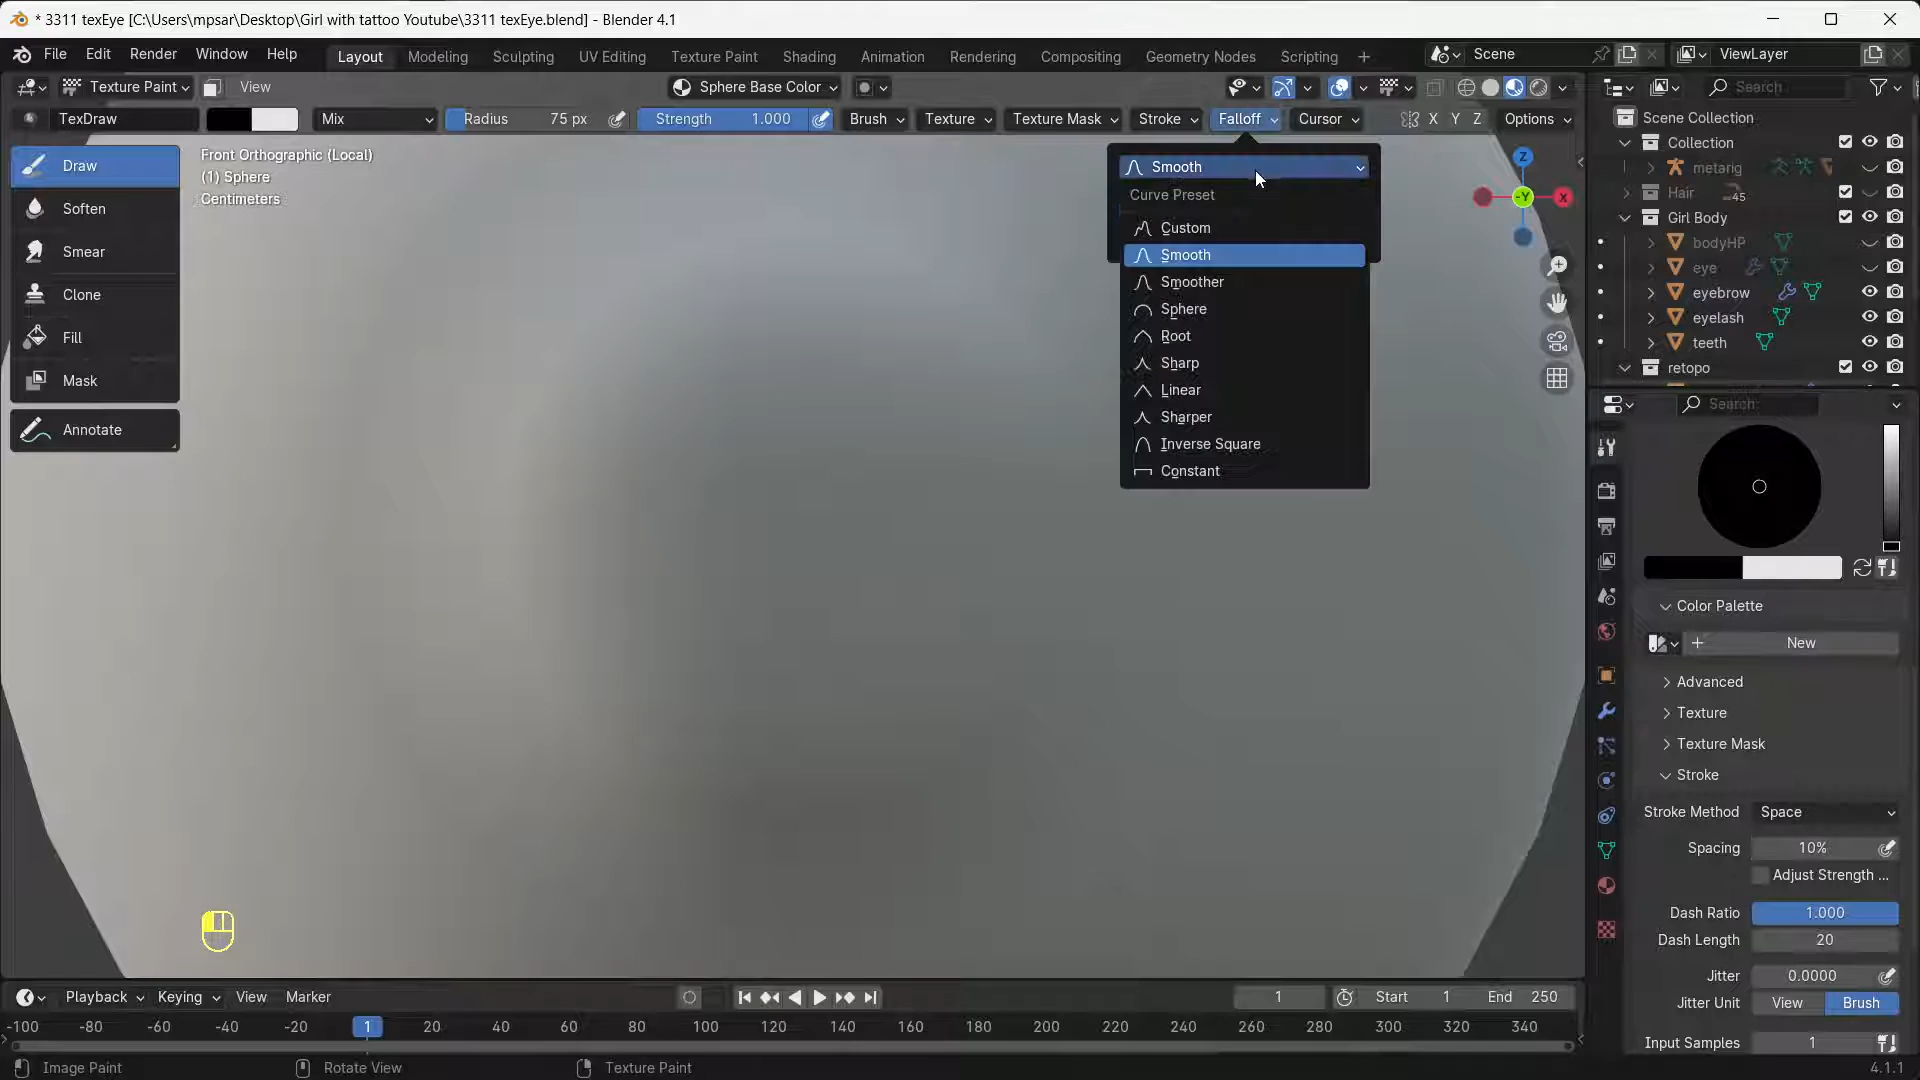 * 3311 texEye [C:\Users\mpsar\Desktop\Girl with tattoo Youtube\3311 texEye.blend] - Blender 4.1
File Edit Render Window Help Layout Modeling Sculpting UV Editing Texture Paint Shading Animation Rendering Compositing Geometry Nodes Scripting + Scene ViewLayer
Texture Paint View Sphere Base Color Search
TexDraw Mix Radius 75 px Strength 1.000 Brush Texture Texture Mask Stroke Falloff Cursor X Y Z Options
Draw
Soften
Smear
Clone
Fill
Mask
Annotate
Front Orthographic (Local)
(1) Sphere
Centimeters
Smooth
Curve Preset
Custom
Smooth
Smoother
Sphere
Root
Sharp
Linear
Sharper
Inverse Square
Constant
Z
-Y X
Scene Collection
Collection
metarig
Hair 45
Girl Body
bodyHP
eye
eyebrow
eyelash
teeth
retopo
Search
Color Palette
+ New
Advanced
Texture
Texture Mask
Stroke
Stroke Method Space
Spacing 10%
Adjust Strength ...
Dash Ratio 1.000
Dash Length 20
Jitter 0.0000
Jitter Unit View Brush
Input Samples 1
Playback Keying View Marker 1 Start 1 End 250
-100 -80 -60 -40 -20 1 20 40 60 80 100 120 140 160 180 200 220 240 260 280 300 320 340
Image Paint Rotate View Texture Paint 4.1.1